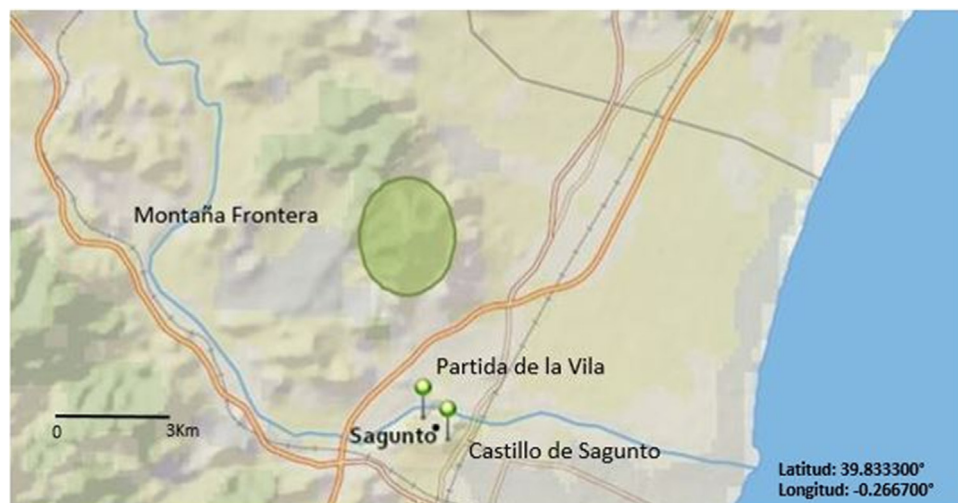 Montaña Frontera
Partida de la Vila
Sagunto
Castillo de Sagunto
0 3Km
Latitud: 39.833300°
Longitud: -0.266700°